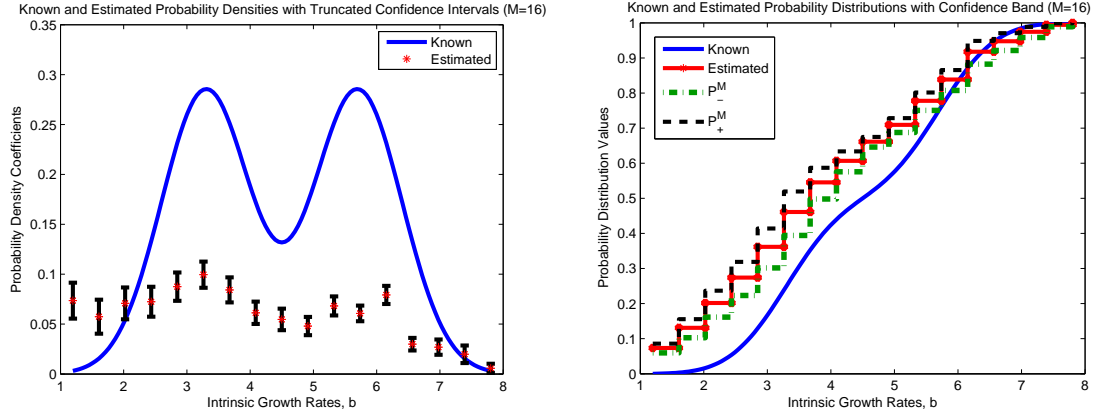 Known and Estimated Probability Densities with Truncated Confidence Intervals (M=16)
0.35
0.3
0.25
0.2
0.15
0.1
0.05
0
Probability Density Coefficients
Known
Estimated
1 2 3 4 5 6 7 8
Intrinsic Growth Rates, b
Known and Estimated Probability Distributions with Confidence Band (M=16)
1
0.9
0.8
0.7
0.6
0.5
0.4
0.3
0.2
0.1
0
Probability Distribution Values
Known
Estimated
P_-^M
P_+^M
1 2 3 4 5 6 7 8
Intrinsic Growth Rates, b